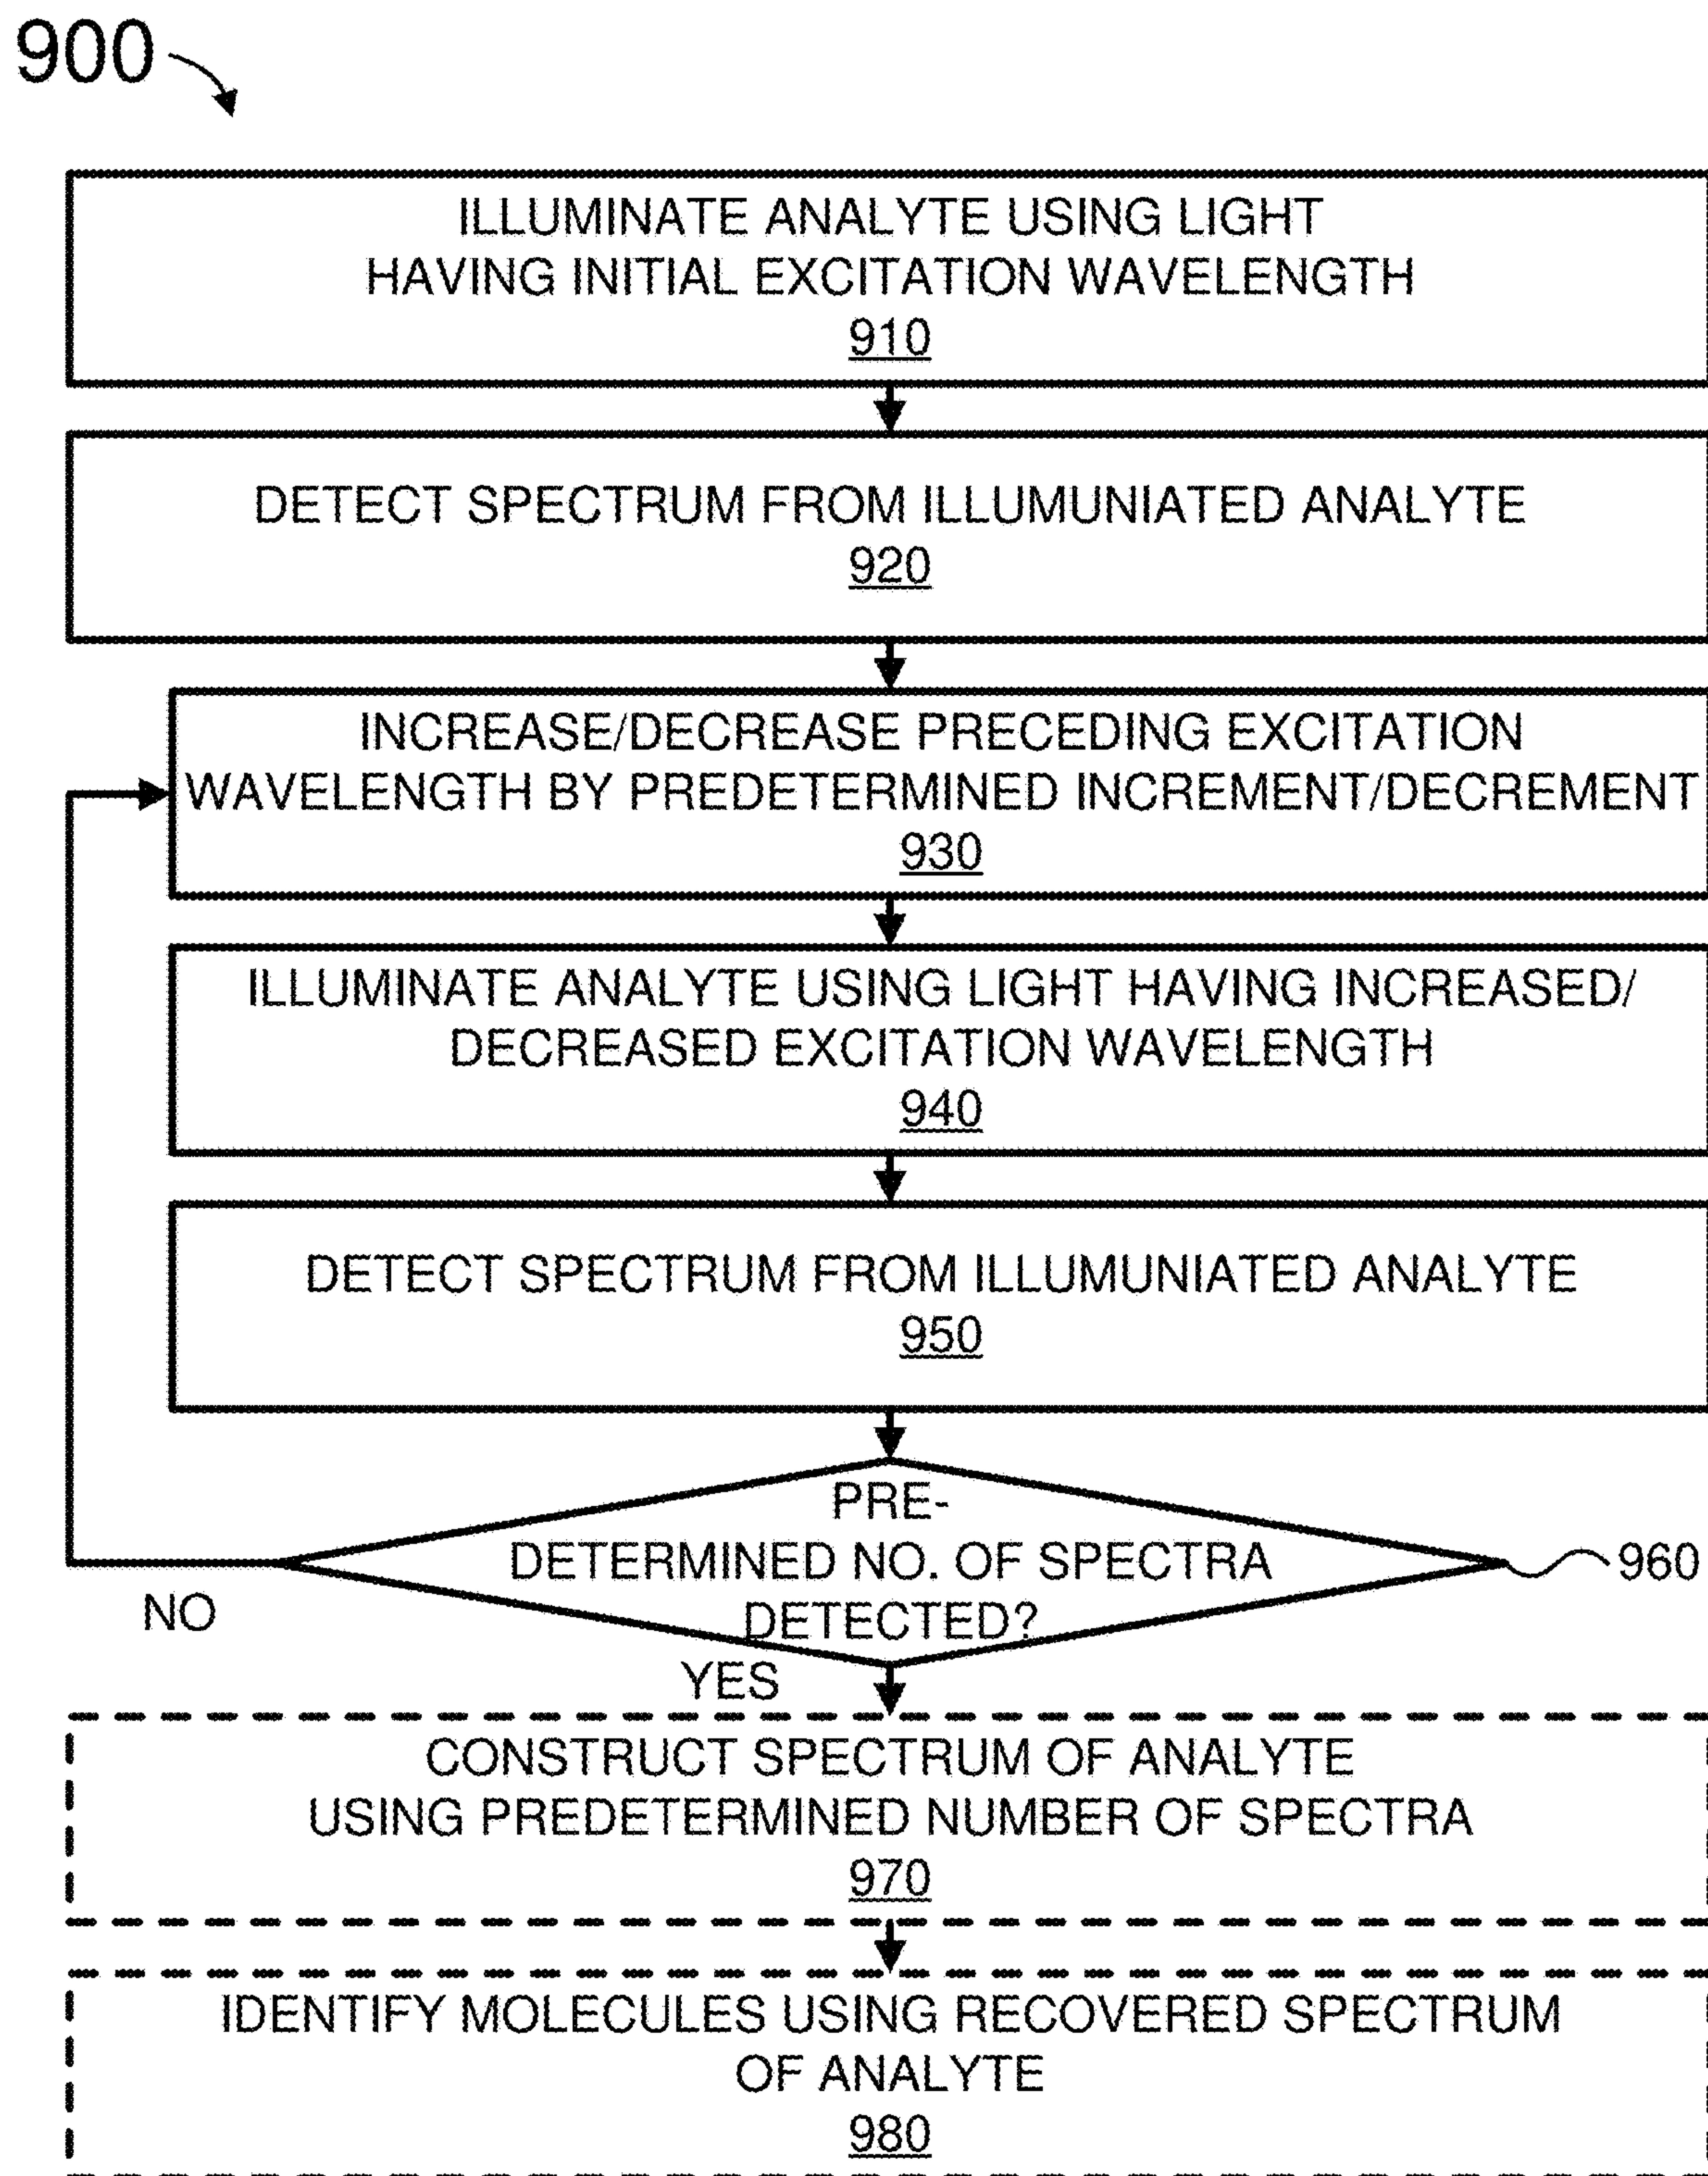 900
ILLUMINATE ANALYTE USING LIGHT
HAVING INITIAL EXCITATION WAVELENGTH
910
DETECT SPECTRUM FROM ILLUMUNIATED ANALYTE
920
INCREASE/DECREASE PRECEDING EXCITATION
WAVELENGTH BY PREDETERMINED INCREMENT/DECREMENT
930
ILLUMINATE ANALYTE USING LIGHT HAVING INCREASED/
DECREASED EXCITATION WAVELENGTH
940
DETECT SPECTRUM FROM ILLUMUNIATED ANALYTE
950
PRE-
DETERMINED NO. OF SPECTRA
DETECTED?
960
NO
YES
CONSTRUCT SPECTRUM OF ANALYTE
USING PREDETERMINED NUMBER OF SPECTRA
970
IDENTIFY MOLECULES USING RECOVERED SPECTRUM
OF ANALYTE
980